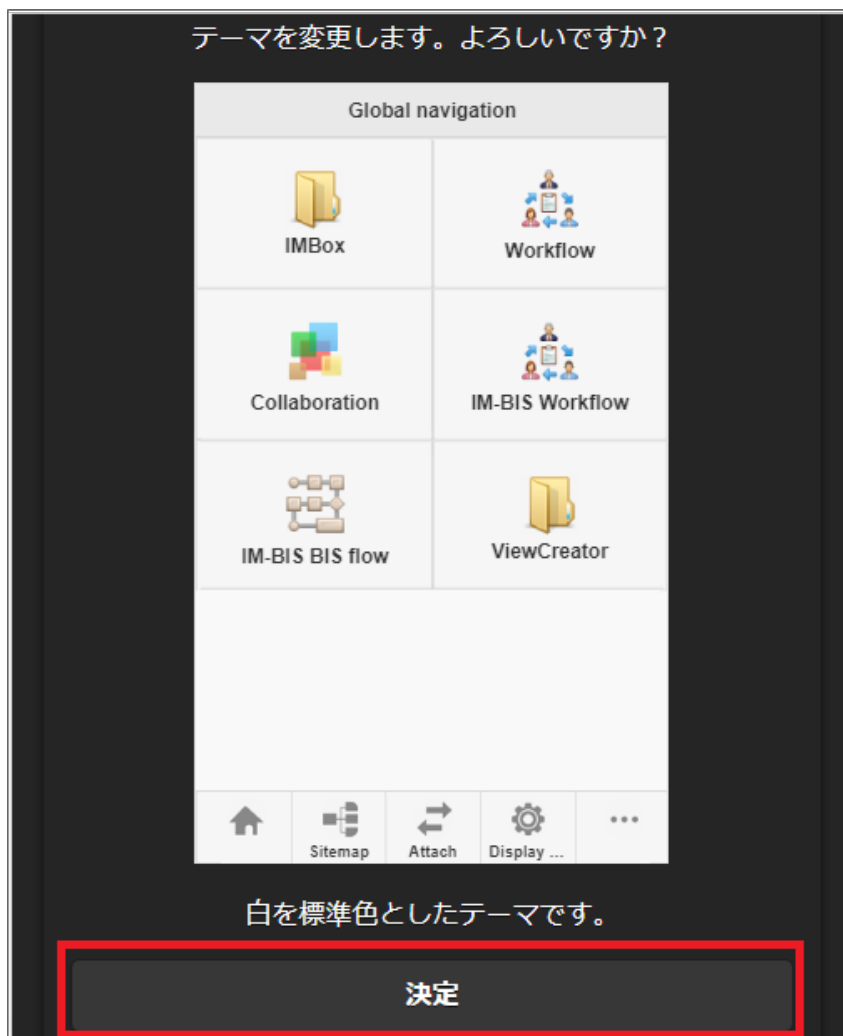 テーマを変更します。よろしいですか？
Global navigation
IMBox
Workflow
Collaboration
IM-BIS Workflow
IM-BIS BIS flow
ViewCreator
Sitemap
Attach
Display ...
白を標準色としたテーマです。
決定